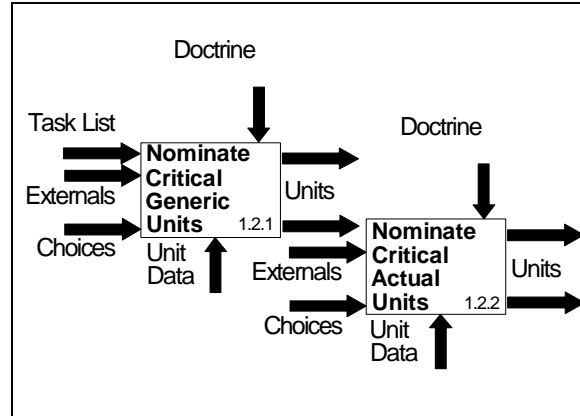 Doctrine
Task List
Externals
Choices
Nominate
Critical
Generic
Units 1.2.1
Units
Unit
Data
Doctrine
Externals
Choices
Nominate
Critical
Actual
Units 1.2.2
Units
Unit
Data